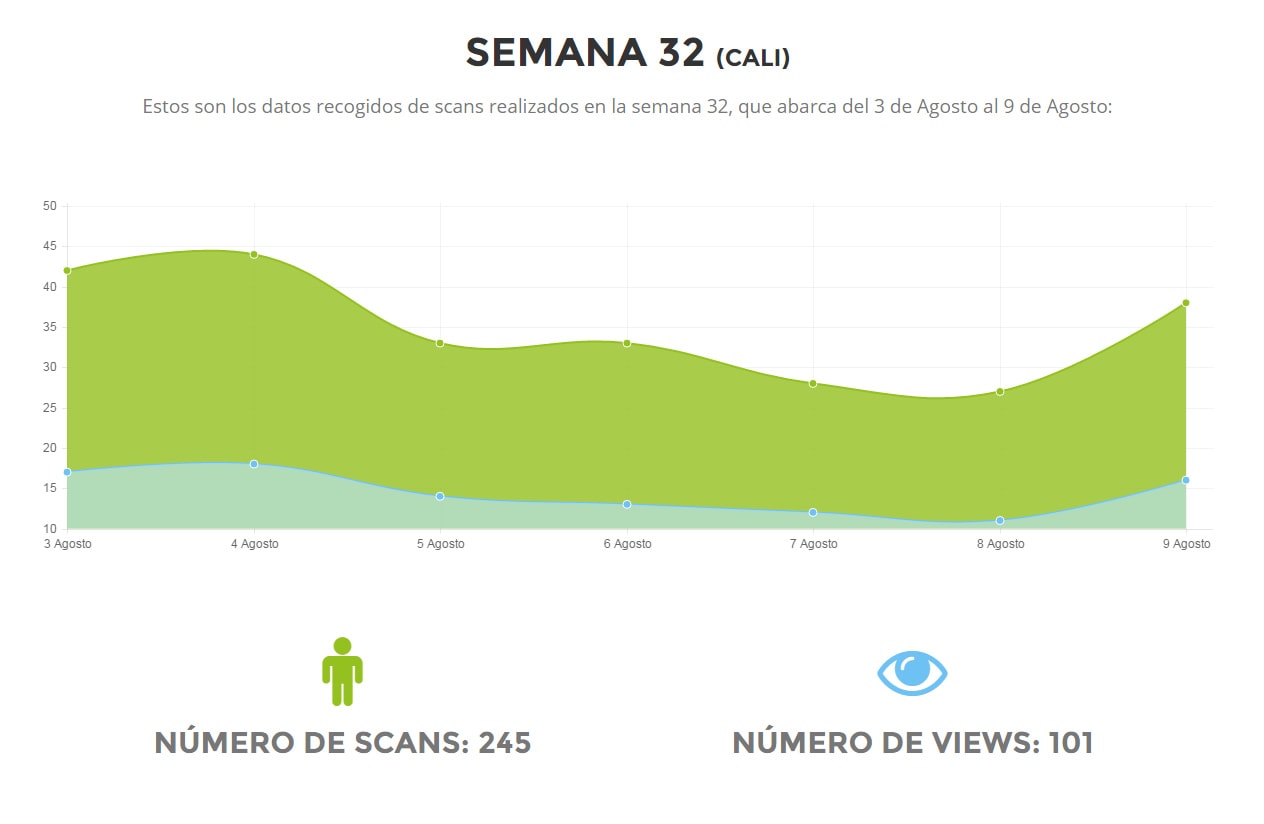 SEMANA 32 (CALI)
Estos son los datos recogidos de scans realizados en la semana 32, que abarca del 3 de Agosto al 9 de Agosto:
50
45
40
35
30
25
20
15
10
3 Agosto 4 Agosto 5 Agosto 6 Agosto 7 Agosto 8 Agosto 9 Agosto
NÚMERO DE SCANS: 245 NÚMERO DE VIEWS: 101